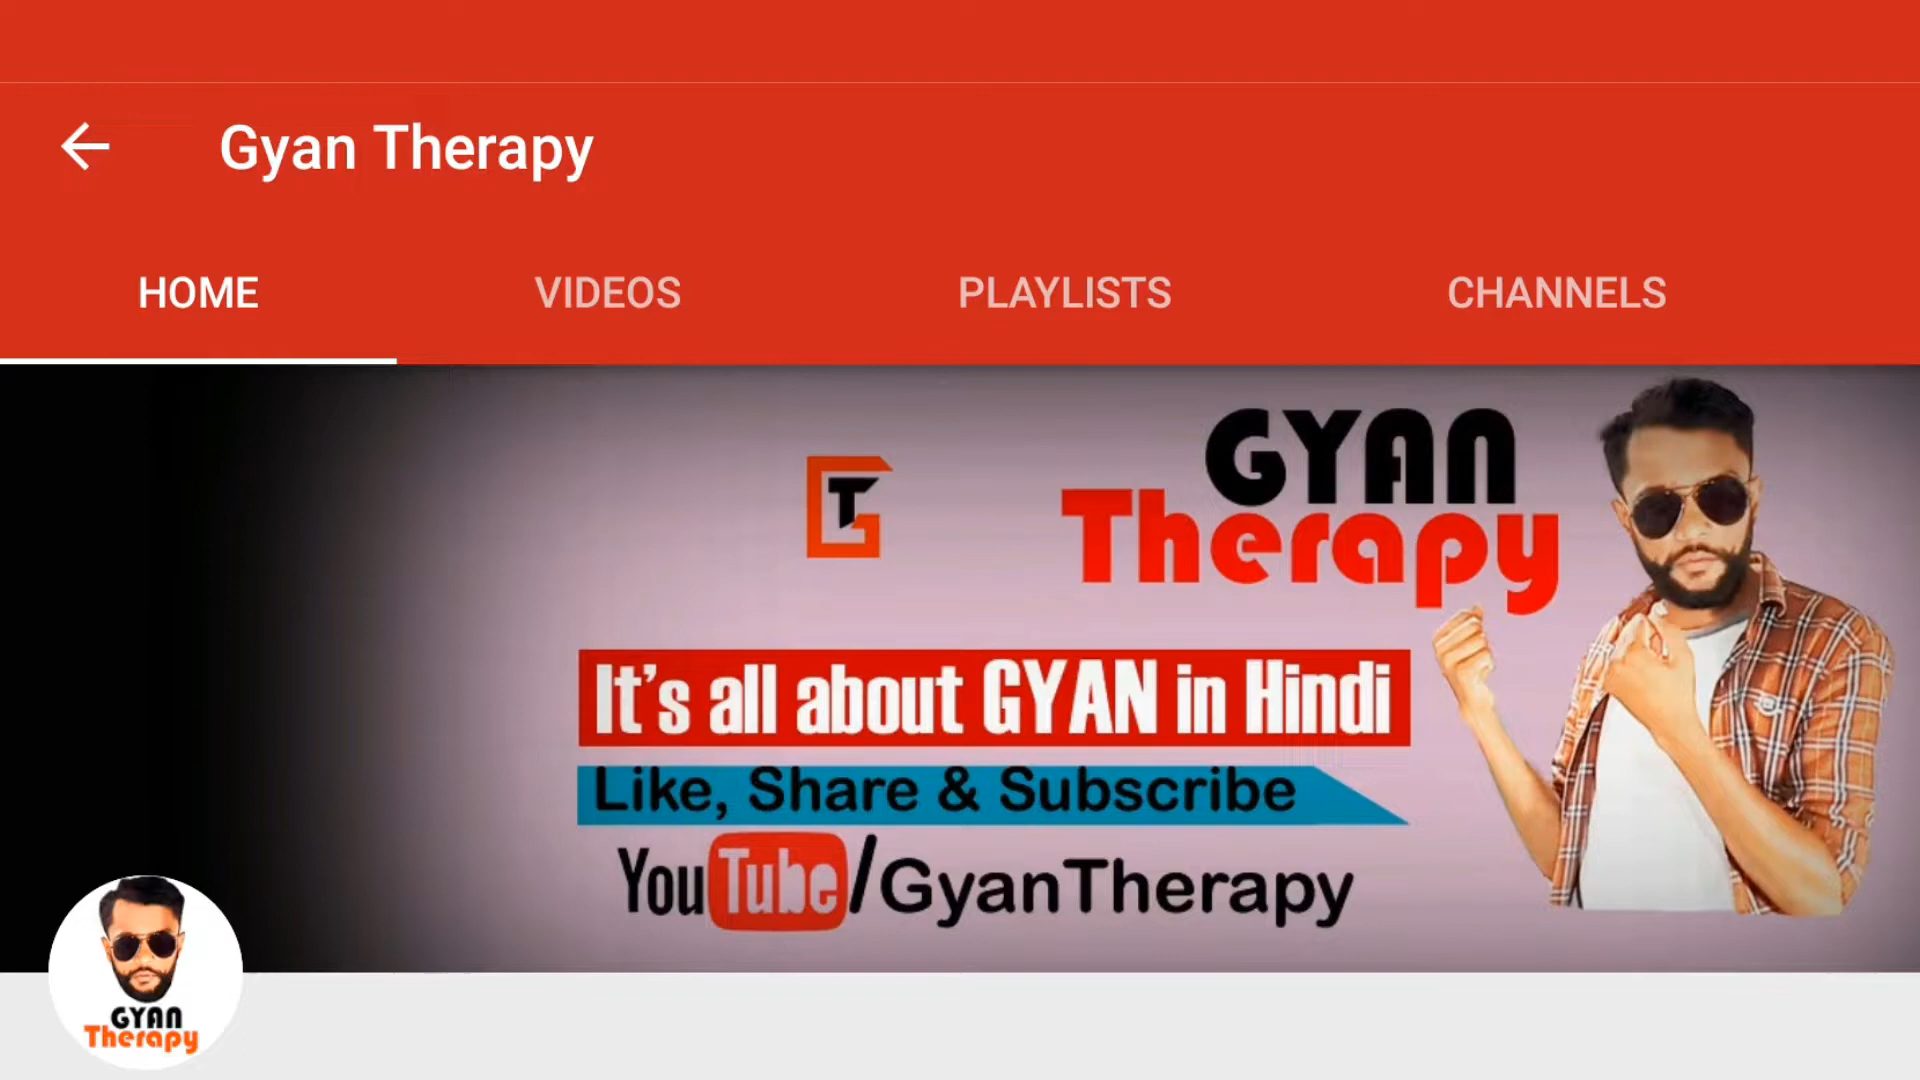 Gyan Therapy
HOME VIDEOS PLAYLISTS CHANNELS
GYAN
Therapy
GT
It's all about GYAN in Hindi
Like, Share & Subscribe
YouTube/GyanTherapy
GYAN
Therapy